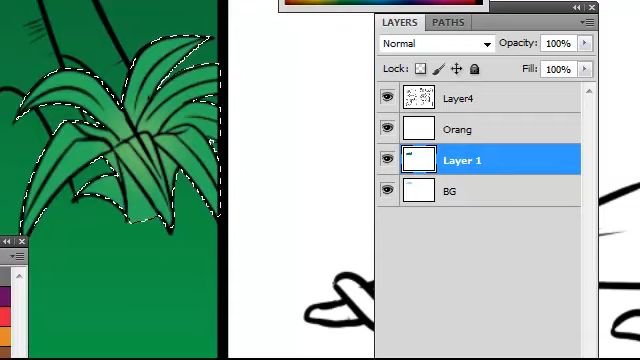 LAYERS PATHS
Normal Opacity: 100%
Lock: Fill: 100%
Layer4
Orang
Layer 1
BG